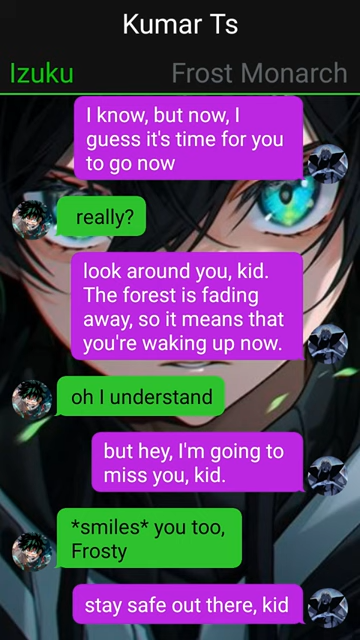 Kumar Ts
Izuku
Frost Monarch
I know, but now, I
guess it's time for you
to go now
really?
look around you, kid.
The forest is fading
away, so it means that
you're waking up now.
oh I understand
but hey, I'm going to
miss you, kid.
*smiles* you too,
Frosty
stay safe out there, kid